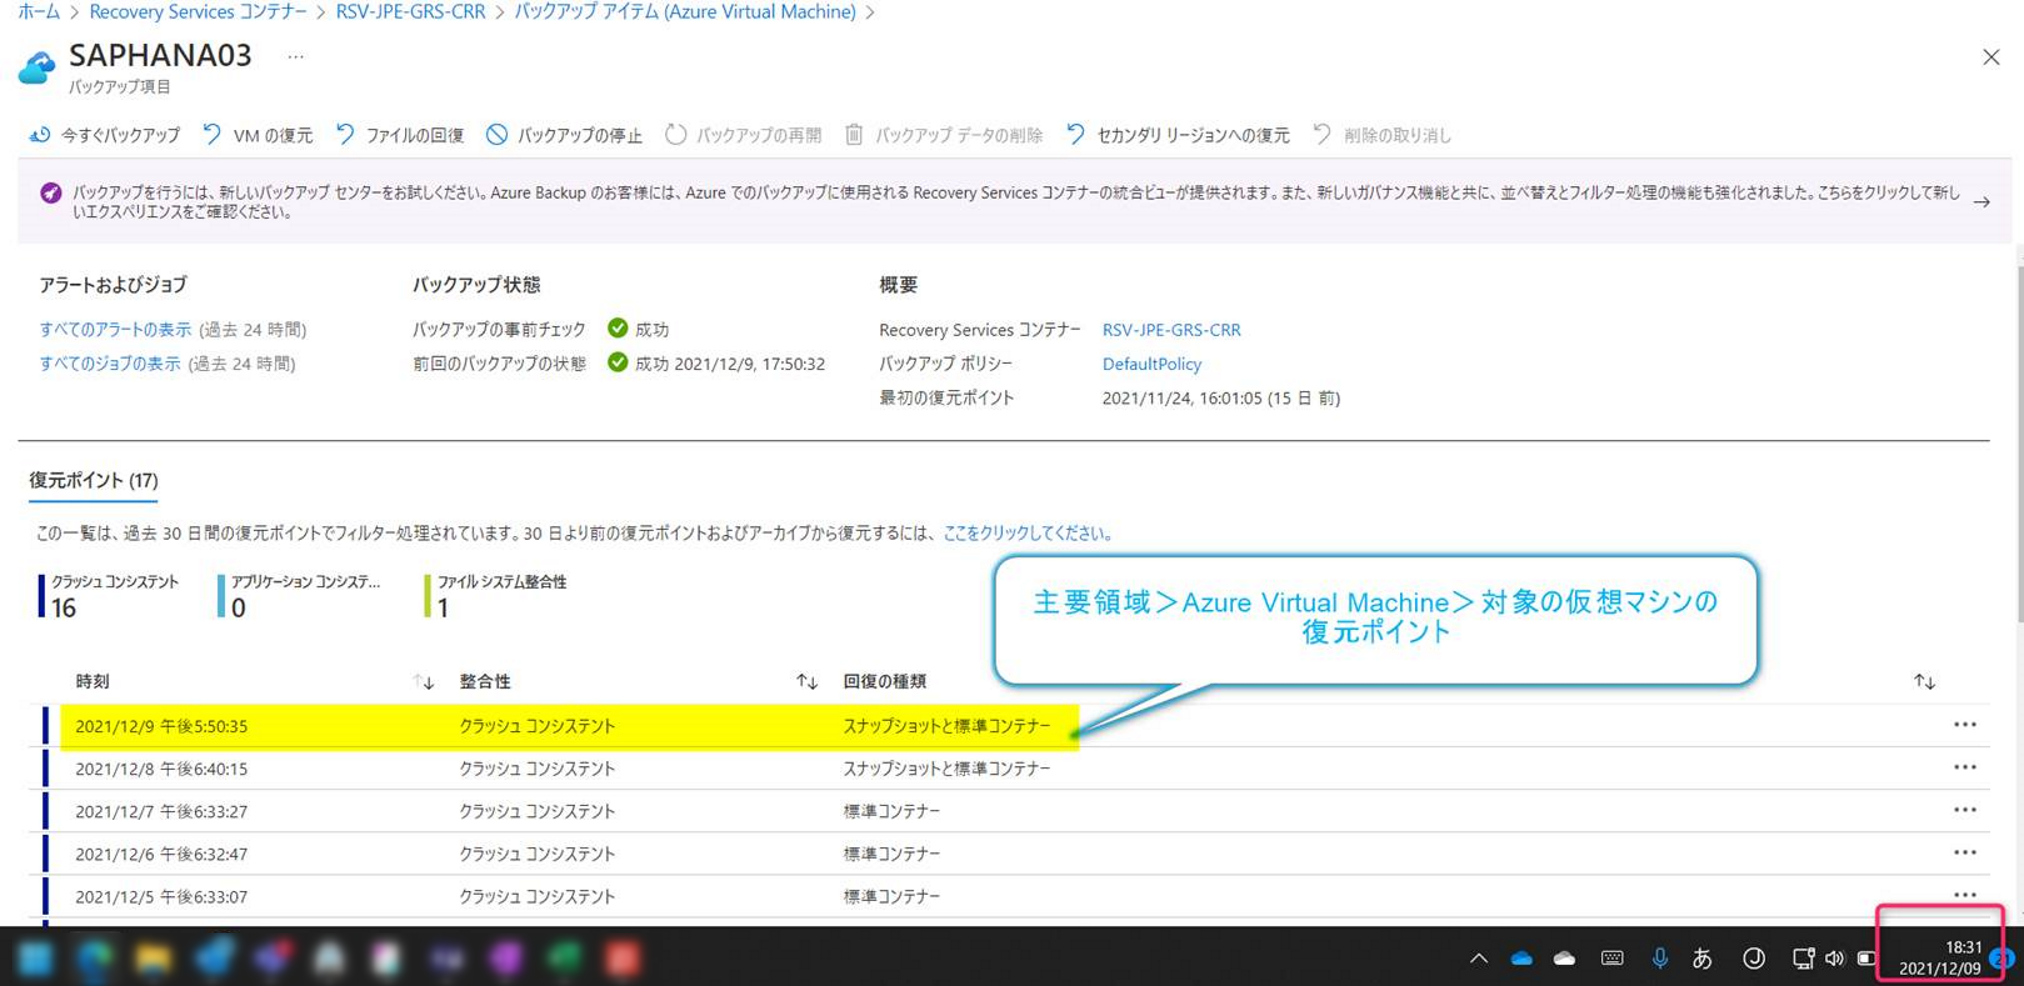 ホーム > Recovery Services コンテナー > RSV-JPE-GRS-CRR > バックアップ アイテム (Azure Virtual Machine) >
SAPHANA03 …
バックアップ項目
今すぐバックアップ VM の復元 ファイルの回復 バックアップの停止 バックアップの再開 バックアップ データの削除 セカンダリ リージョンへの復元 削除の取り消し
バックアップを行うには、新しいバックアップ センターをお試しください。Azure Backup のお客様には、Azure でのバックアップに使用される Recovery Services コンテナーの統合ビューが提供されます。また、新しいガバナンス機能と共に、並べ替えとフィルター処理の機能も強化されました。こちらをクリックして新し
いエクスペリエンスをご確認ください。
アラートおよびジョブ バックアップ状態 概要
すべてのアラートの表示 (過去 24 時間) バックアップの事前チェック 成功 Recovery Services コンテナー RSV-JPE-GRS-CRR
すべてのジョブの表示 (過去 24 時間) 前回のバックアップの状態 成功 2021/12/9, 17:50:32 バックアップ ポリシー DefaultPolicy
最初の復元ポイント 2021/11/24, 16:01:05 (15 日 前)
復元ポイント (17)
この一覧は、過去 30 日間の復元ポイントでフィルター処理されています。30 日より前の復元ポイントおよびアーカイブから復元するには、ここをクリックしてください。
クラッシュ コンシステント アプリケーション コンシステ... ファイル システム整合性
16 0 1
主要領域＞Azure Virtual Machine＞対象の仮想マシンの
復元ポイント
時刻 整合性 回復の種類
2021/12/9 午後5:50:35 クラッシュ コンシステント スナップショットと標準コンテナー
2021/12/8 午後6:40:15 クラッシュ コンシステント スナップショットと標準コンテナー
2021/12/7 午後6:33:27 クラッシュ コンシステント 標準コンテナー
2021/12/6 午後6:32:47 クラッシュ コンシステント 標準コンテナー
2021/12/5 午後6:33:07 クラッシュ コンシステント 標準コンテナー
あ 18:31
2021/12/09